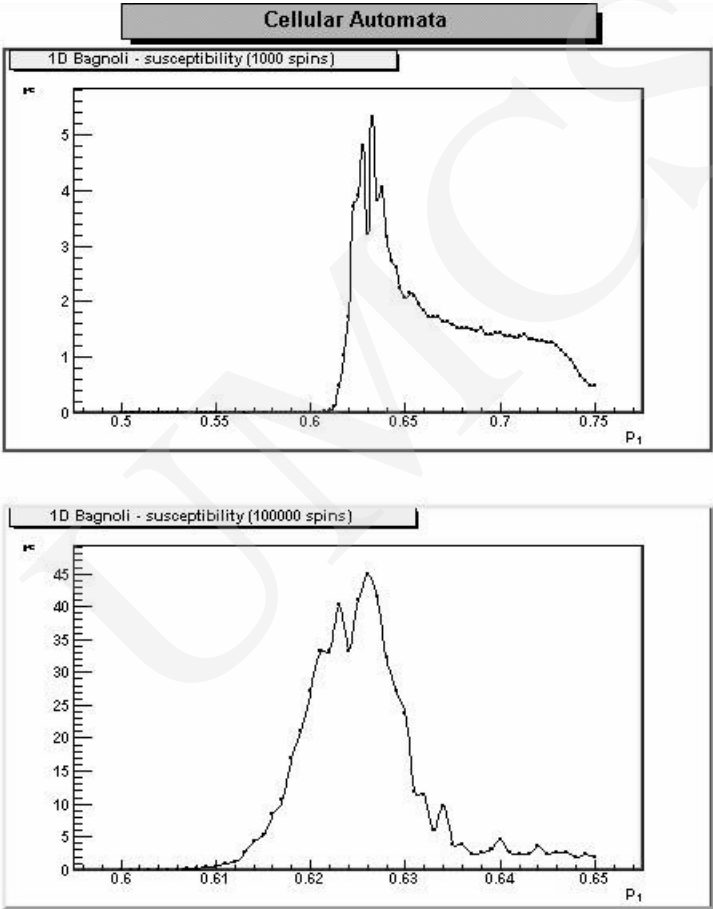 Cellular Automata
1D Bagnoli - susceptibility (1000 spins)
5
4
3
2
1
0
0.5 0.55 0.6 0.65 0.7 0.75
P1
1D Bagnoli - susceptibility (100000 spins)
45
40
35
30
25
20
15
10
5
0
0.6 0.61 0.62 0.63 0.64 0.65
P1
UMCS